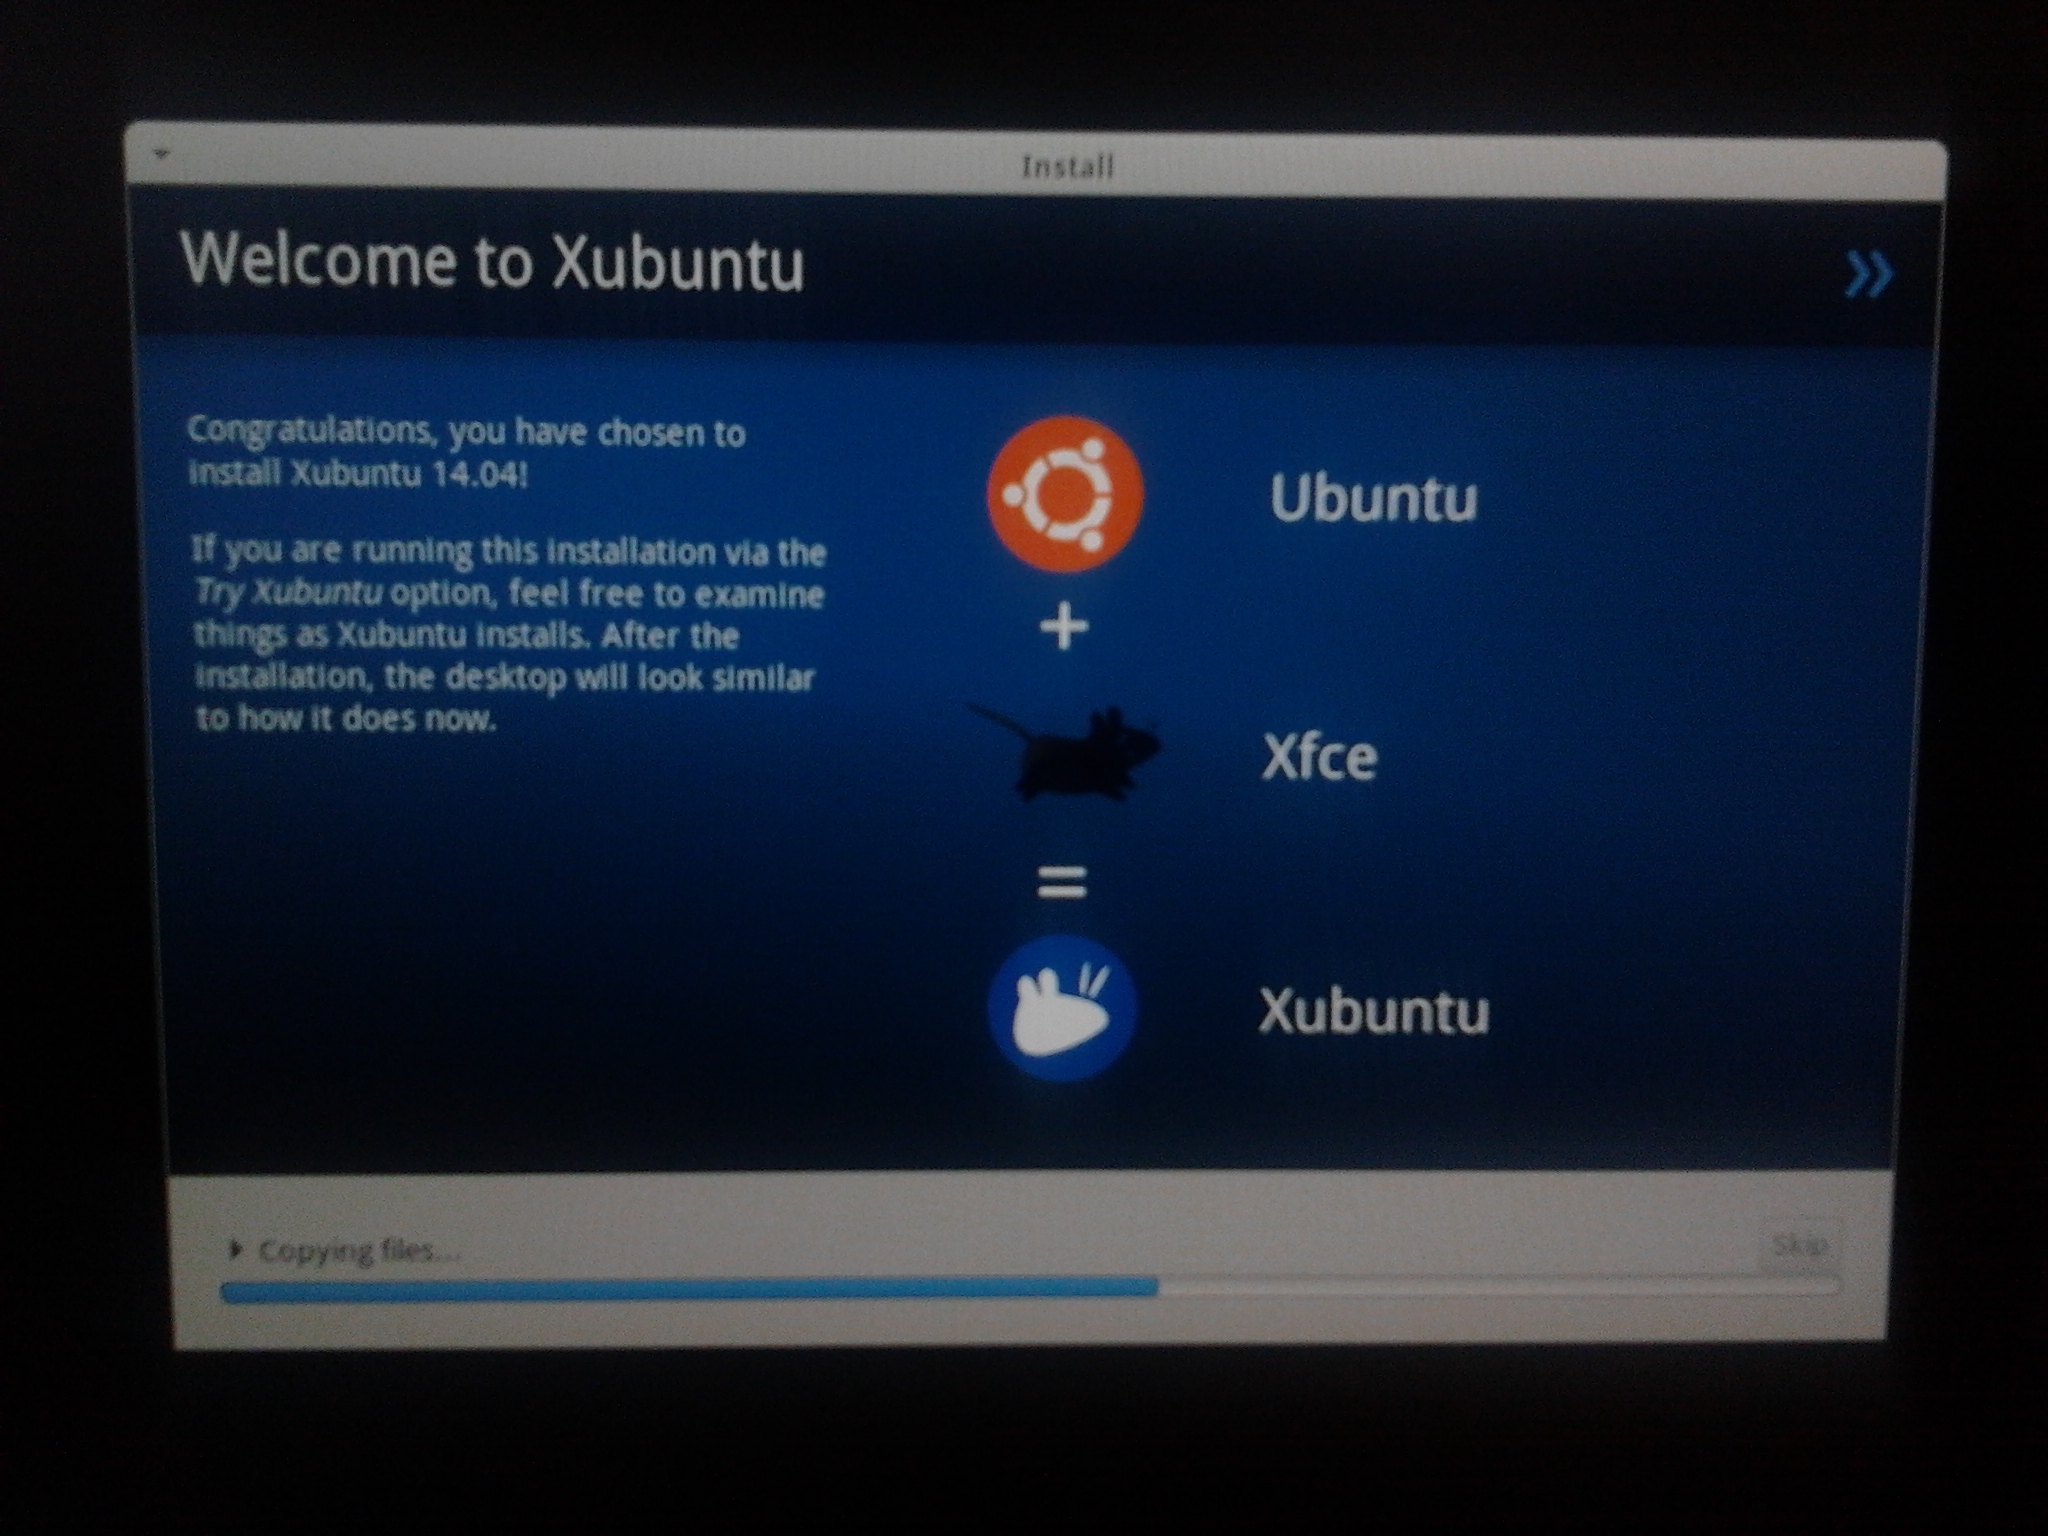 Install
Welcome to Xubuntu
Congratulations, you have chosen to
install Xubuntu 14.04!
If you are running this installation via the
Try Xubuntu option, feel free to examine
things as Xubuntu installs. After the
installation, the desktop will look similar
to how it does now.
Ubuntu
+
Xfce
=
Xubuntu
Copying files...
Skip